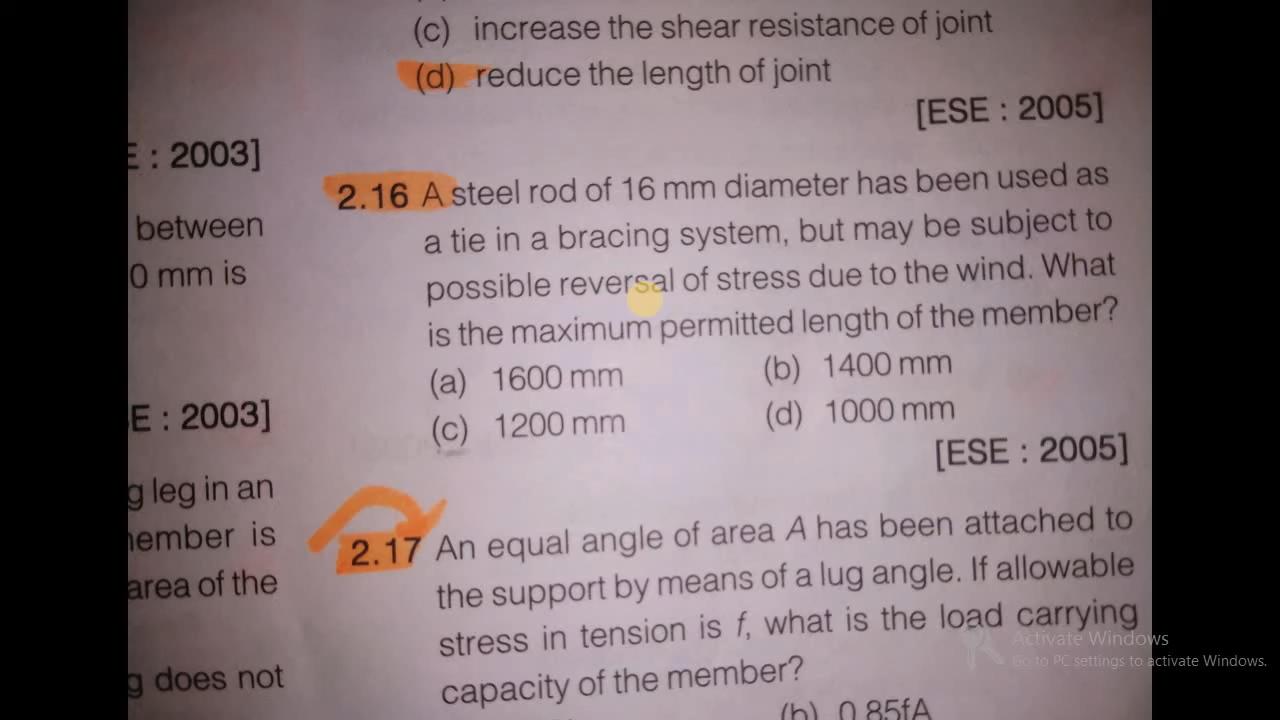 (c) increase the shear resistance of joint
(d) reduce the length of joint
[ESE : 2005]
E : 2003]
between
0 mm is
E : 2003]
g leg in an
member is
area of the
g does not
2.16 A steel rod of 16 mm diameter has been used as
a tie in a bracing system, but may be subject to
possible reversal of stress due to the wind. What
is the maximum permitted length of the member?
(a) 1600 mm (b) 1400 mm
(c) 1200 mm (d) 1000 mm
[ESE : 2005]
2.17 An equal angle of area A has been attached to
the support by means of a lug angle. If allowable
stress in tension is f, what is the load carrying
capacity of the member?
(b) 0.85fA
Activate Windows
Go to PC settings to activate Windows.